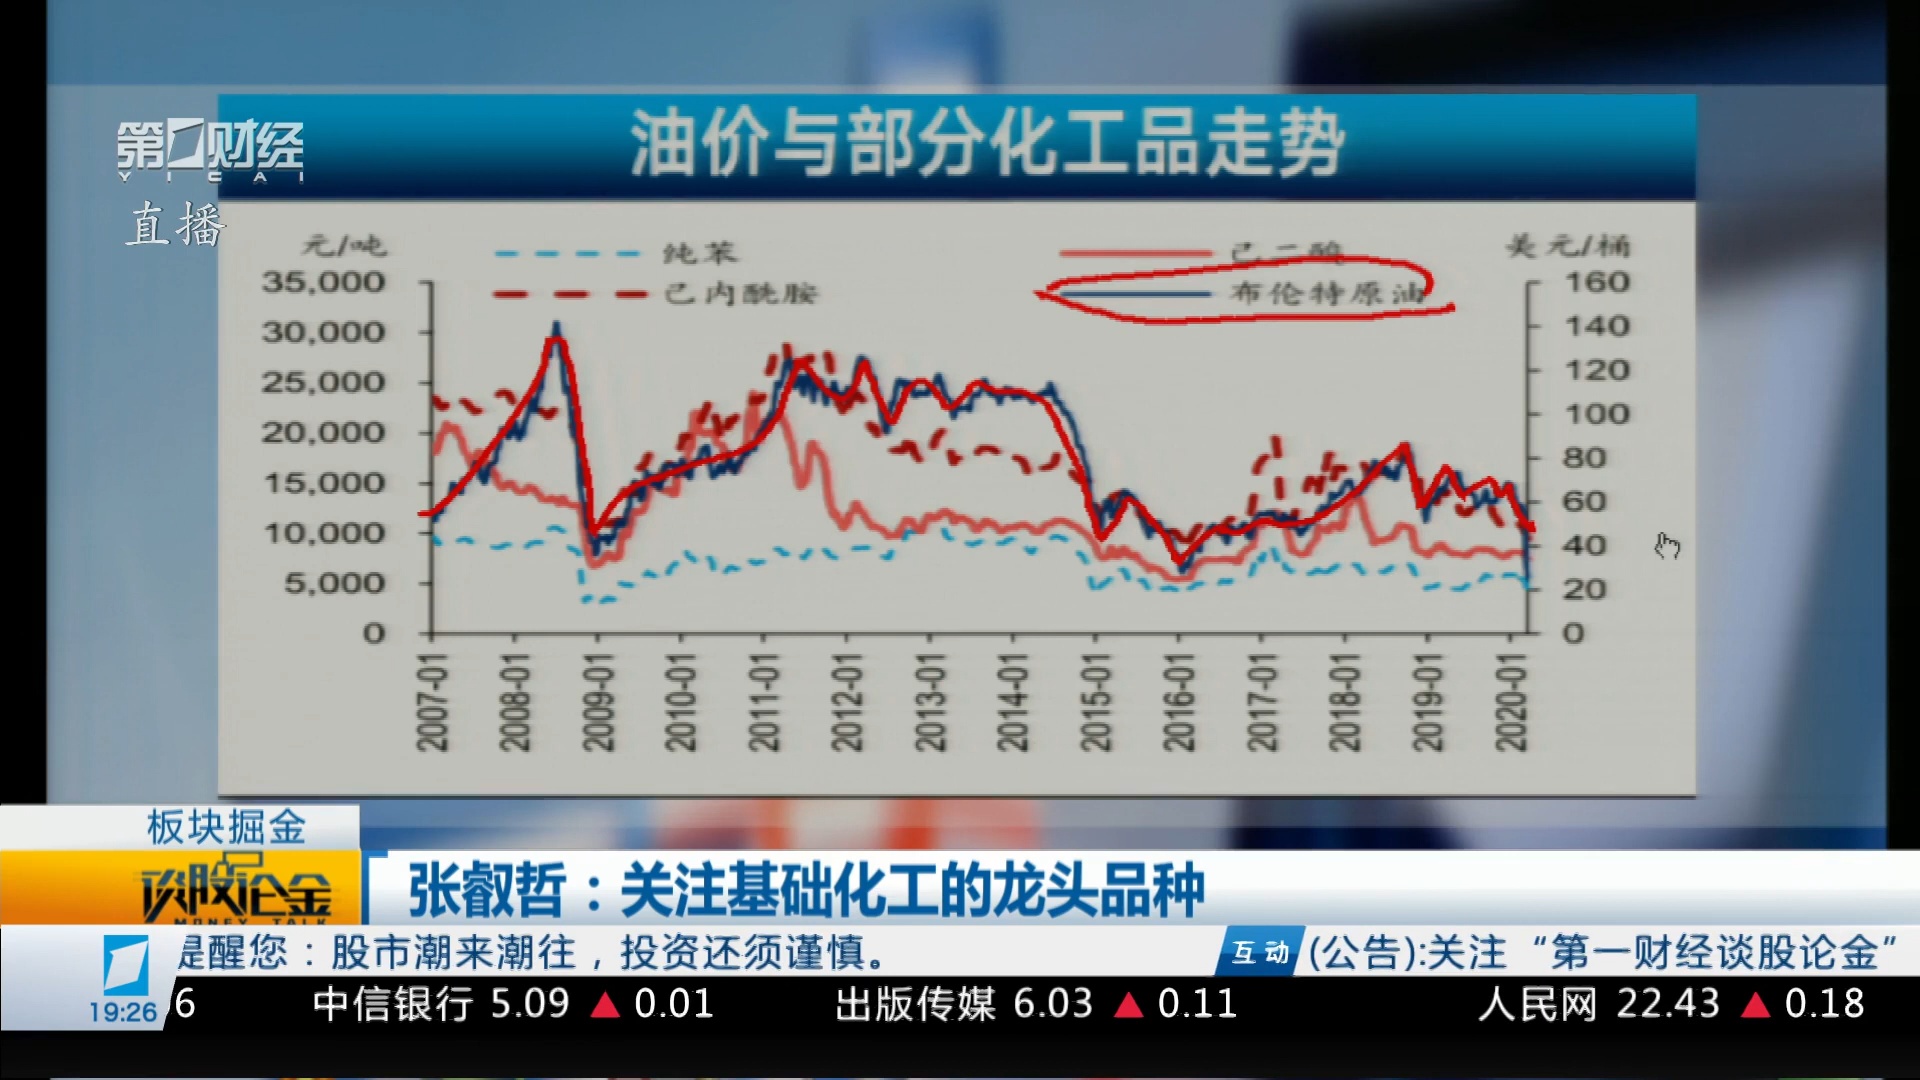 油价与部分化工品走势
第1财经
YICAI
直播
元/吨
纯苯
己二酸
美元/桶
己内酰胺
布伦特原油
35,000
30,000
25,000
20,000
15,000
10,000
5,000
0
160
140
120
100
80
60
40
20
0
2007-01
2008-01
2009-01
2010-01
2011-01
2012-01
2013-01
2014-01
2015-01
2016-01
2017-01
2018-01
2019-01
2020-01
板块掘金
谈股论金
MONEY TALK
张叡哲：关注基础化工的龙头品种
提醒您：股市潮来潮往，投资还须谨慎。
互动 (公告):关注“第一财经谈股论金”
19:26
6 中信银行 5.09 ▲ 0.01 出版传媒 6.03 ▲ 0.11 人民网 22.43 ▲ 0.18